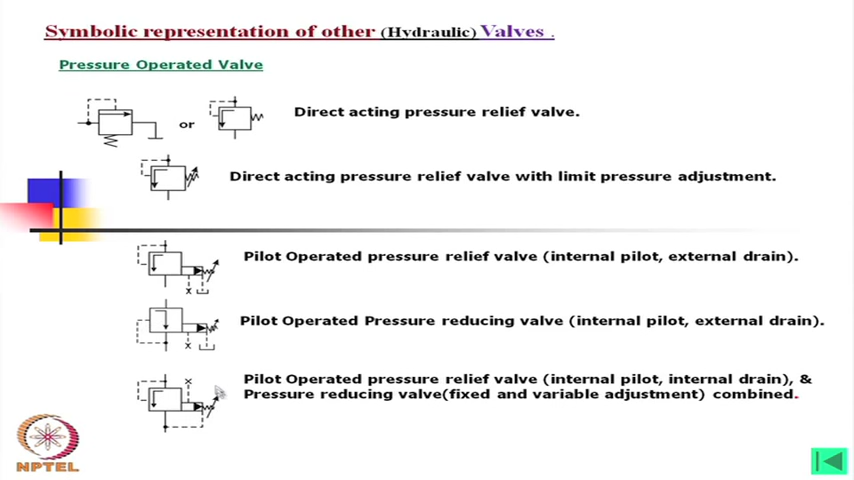 Symbolic representation of other (Hydraulic) Valves .
Pressure Operated Valve
or
Direct acting pressure relief valve.
Direct acting pressure relief valve with limit pressure adjustment.
Pilot Operated pressure relief valve (internal pilot, external drain).
Pilot Operated Pressure reducing valve (internal pilot, external drain).
Pilot Operated pressure relief valve (internal pilot, internal drain), &
Pressure reducing valve(fixed and variable adjustment) combined.
NPTEL